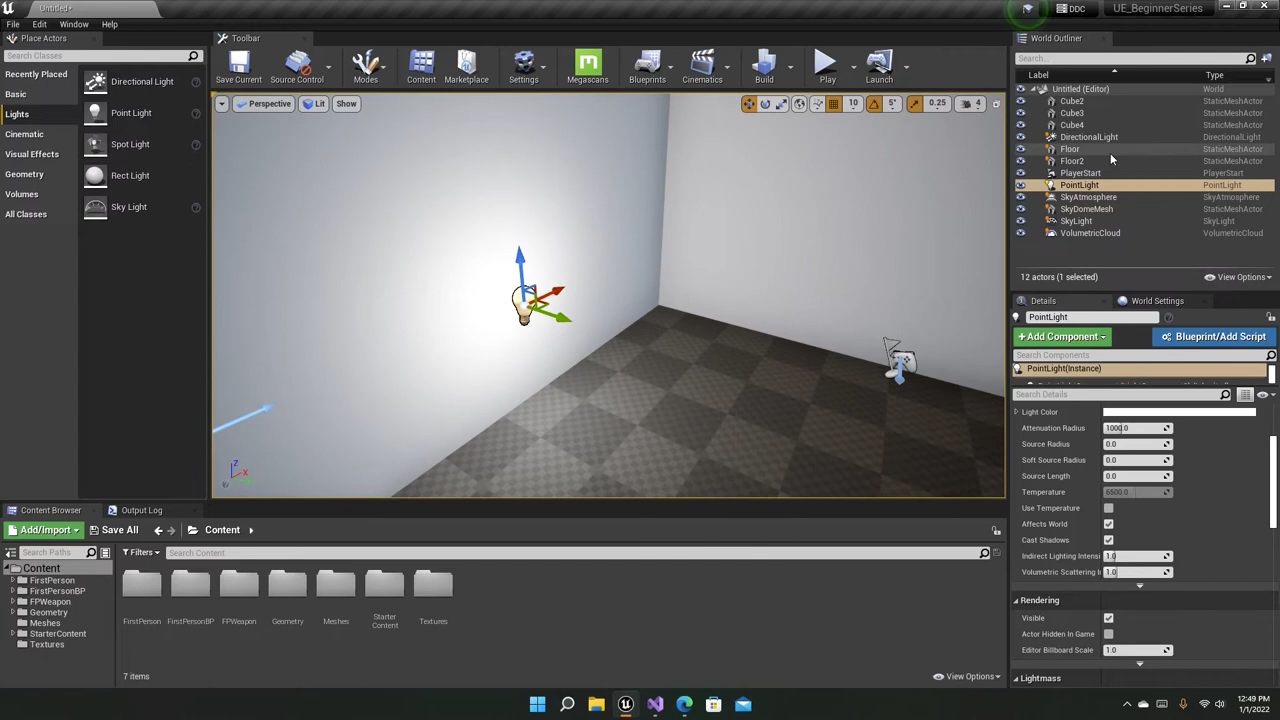 Untitled*
DDC
UE_BeginnerSeries
File Edit Window Help
Place Actors
Search Classes
Recently Placed
Basic
Lights
Cinematic
Visual Effects
Geometry
Volumes
All Classes
Directional Light
Point Light
Spot Light
Rect Light
Sky Light
Toolbar
Save Current
Source Control
Modes
Content
Marketplace
Settings
Megascans
Blueprints
Cinematics
Build
Play
Launch
Perspective Lit Show
10 5° 0.25 4
World Outliner
Search...
Label Type
Untitled (Editor) World
Cube2 StaticMeshActor
Cube3 StaticMeshActor
Cube4 StaticMeshActor
DirectionalLight DirectionalLight
Floor StaticMeshActor
Floor2 StaticMeshActor
PlayerStart PlayerStart
PointLight PointLight
SkyAtmosphere SkyAtmosphere
SkyDomeMesh StaticMeshActor
SkyLight SkyLight
VolumetricCloud VolumetricCloud
12 actors (1 selected) View Options
Details World Settings
PointLight
+Add Component Blueprint/Add Script
Search Components
PointLight(Instance)
Search Details
Light Color
Attenuation Radius 1000.0
Source Radius 0.0
Soft Source Radius 0.0
Source Length 0.0
Temperature 6500.0
Use Temperature
Affects World
Cast Shadows
Indirect Lighting Intensi 1.0
Volumetric Scattering I 1.0
Rendering
Visible
Actor Hidden In Game
Editor Billboard Scale 1.0
Lightmass
Z
X
Content Browser Output Log
Add/Import Save All Content
Search Paths
Filters Search Content
Content
FirstPerson
FirstPersonBP
FPWeapon
Geometry
Meshes
StarterContent
Textures
FirstPerson FirstPersonBP FPWeapon Geometry Meshes Starter Content Textures
7 items View Options
12:49 PM
1/1/2022